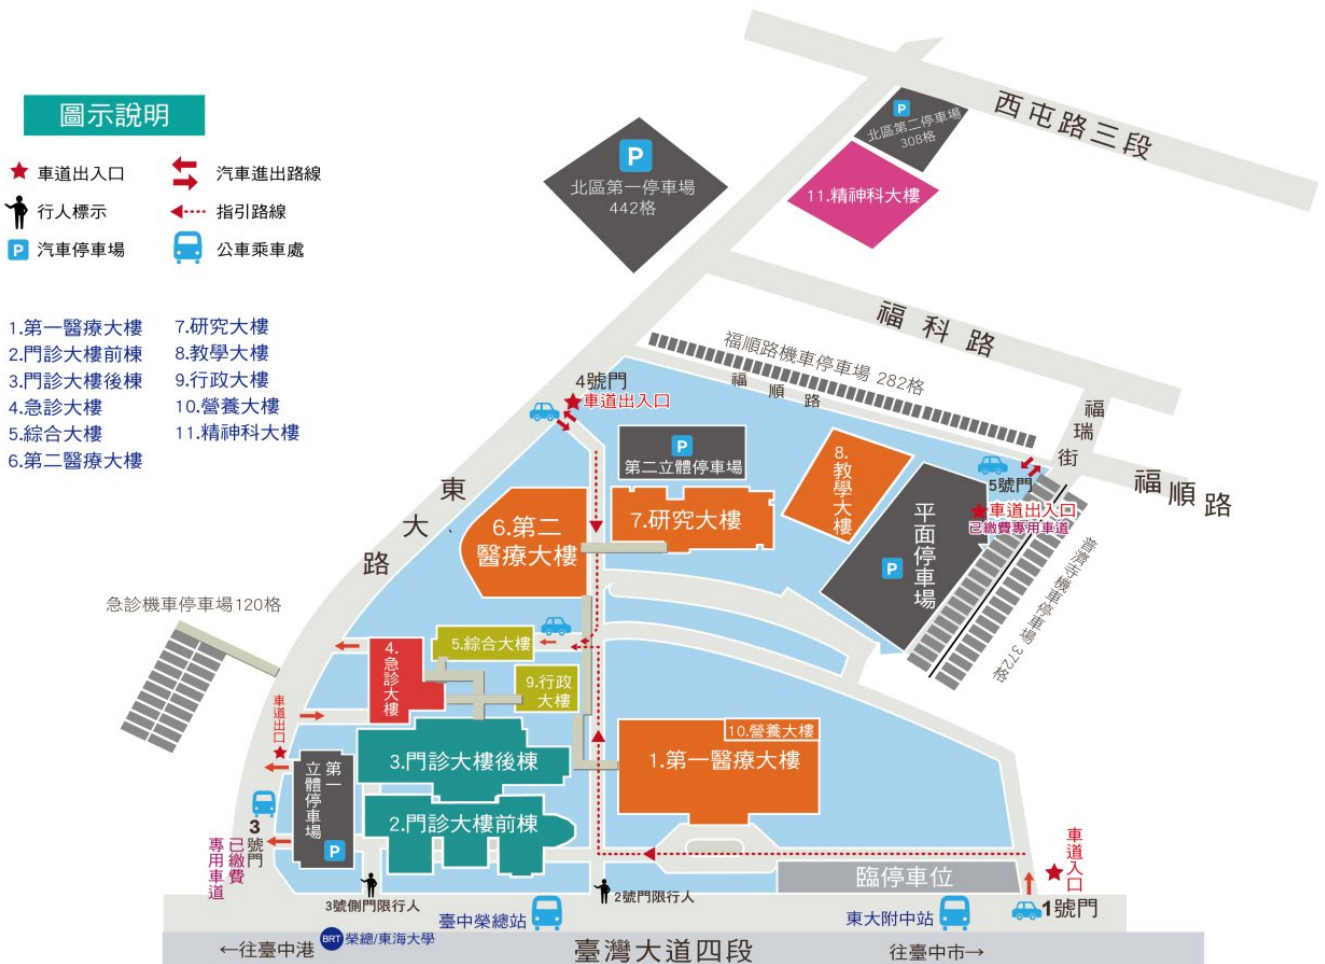 圖示說明
車道出入口
汽車進出路線
行人標示
指引路線
P 汽車停車場
公車乘車處
1.第一醫療大樓
2.門診大樓前棟
3.門診大樓後棟
4.急診大樓
5.綜合大樓
6.第二醫療大樓
7.研究大樓
8.教學大樓
9.行政大樓
10.營養大樓
11.精神科大樓
西屯路三段
P
北區第二停車場
308格
11.精神科大樓
P
北區第一停車場
442格
福科路
福順路機車停車場 282格
福順路
福瑞街
福順路
4號門
車道出入口
P
第二立體停車場
8.
教學大樓
7.研究大樓
6.第二
醫療大樓
平面停車場
P
5號門
車道出入口
已繳費專用車道
普濟寺機車停車場 372格
東大路
急診機車停車場120格
4.
急診大樓
5.綜合大樓
9.行政
大樓
車道出口
3.門診大樓後棟
10.營養大樓
1.第一醫療大樓
第一
立體停車場
P
2.門診大樓前棟
3號門
已繳費
專用車道
車道入口
臨停車位
1號門
3號側門限行人
2號門限行人
臺中榮總站
東大附中站
←往臺中港
BRT 榮總/東海大學
臺灣大道四段
往臺中市→